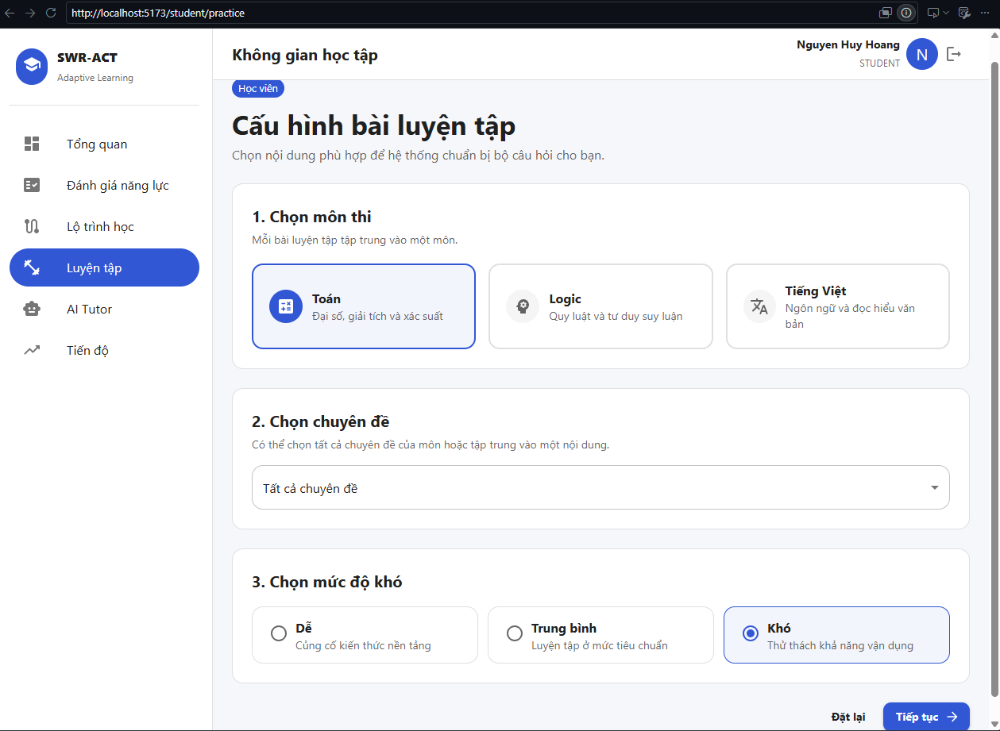 http://localhost:5173/student/practice
SWR-ACT
Adaptive Learning
Tổng quan
Đánh giá năng lực
Lộ trình học
Luyện tập
AI Tutor
Tiến độ
Không gian học tập
Nguyen Huy Hoang
STUDENT
N
Học viên
Cấu hình bài luyện tập
Chọn nội dung phù hợp để hệ thống chuẩn bị bộ câu hỏi cho bạn.
1. Chọn môn thi
Mỗi bài luyện tập tập trung vào một môn.
Toán
Đại số, giải tích và xác suất
Logic
Quy luật và tư duy suy luận
Tiếng Việt
Ngôn ngữ và đọc hiểu văn
bản
2. Chọn chuyên đề
Có thể chọn tất cả chuyên đề của môn hoặc tập trung vào một nội dung.
Tất cả chuyên đề
3. Chọn mức độ khó
Dễ
Củng cố kiến thức nền tảng
Trung bình
Luyện tập ở mức tiêu chuẩn
Khó
Thử thách khả năng vận dụng
Đặt lại
Tiếp tục